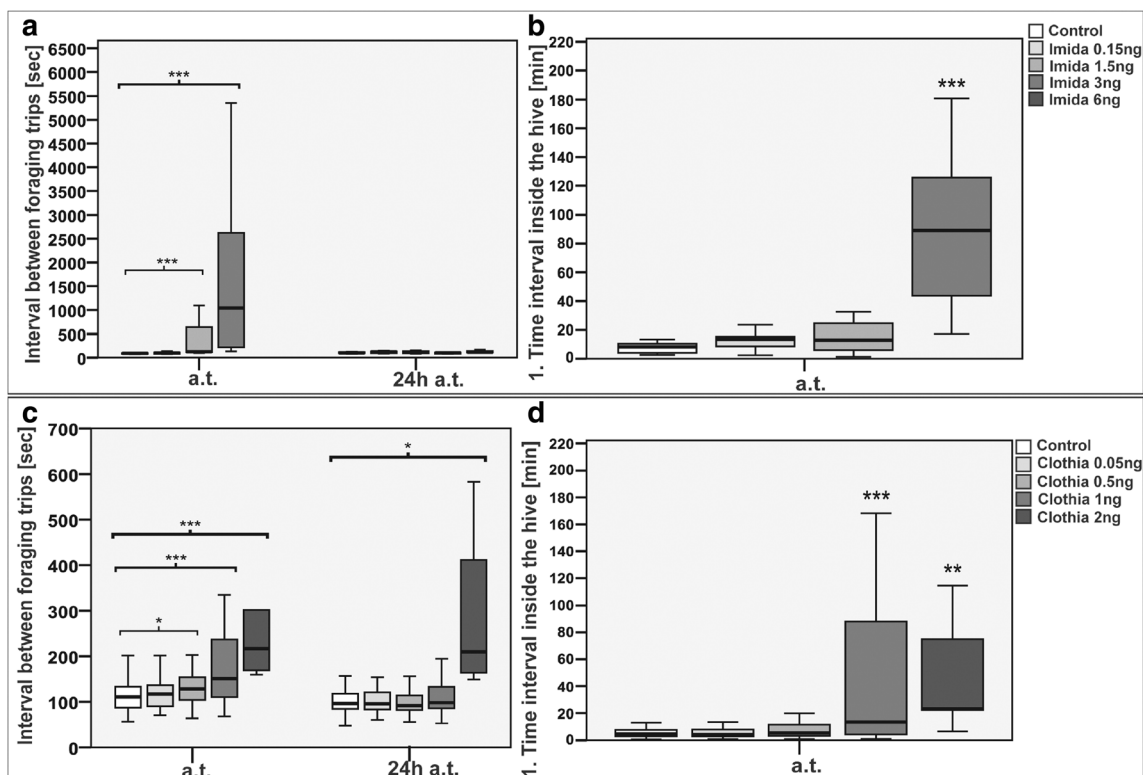 a
Interval between foraging trips [sec]
6500
6000
5500
5000
4500
4000
3500
3000
2500
2000
1500
1000
500
0
***
***
a.t.
24h a.t.
b
1. Time interval inside the hive [min]
220
200
180
160
140
120
100
80
60
40
20
0
***
a.t.
Control
Imida 0.15ng
Imida 1.5ng
Imida 3ng
Imida 6ng
c
Interval between foraging trips [sec]
700
600
500
400
300
200
100
0
***
***
*
*
a.t.
24h a.t.
d
1. Time interval inside the hive [min]
220
200
180
160
140
120
100
80
60
40
20
0
***
**
a.t.
Control
Clothia 0.05ng
Clothia 0.5ng
Clothia 1ng
Clothia 2ng